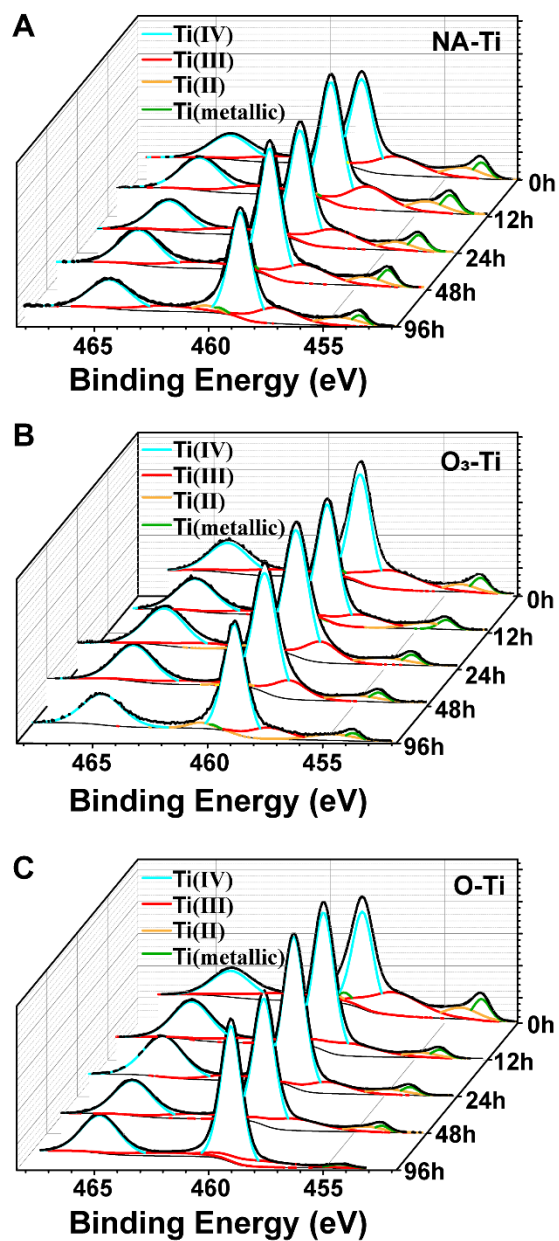 A
NA-Ti
Ti(IV)
Ti(III)
Ti(II)
Ti(metallic)
0h
12h
24h
48h
96h
465 460 455
Binding Energy (eV)
B
O₃-Ti
Ti(IV)
Ti(III)
Ti(II)
Ti(metallic)
0h
12h
24h
48h
96h
465 460 455
Binding Energy (eV)
C
O-Ti
Ti(IV)
Ti(III)
Ti(II)
Ti(metallic)
0h
12h
24h
48h
96h
465 460 455
Binding Energy (eV)